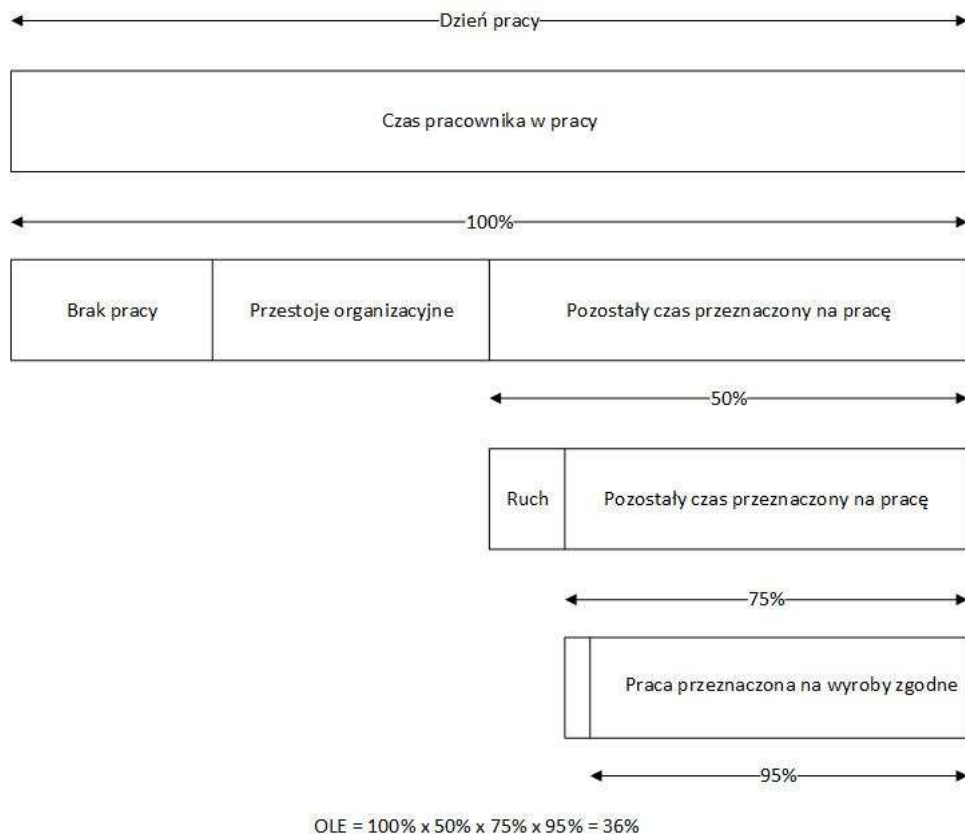 Dzień pracy
Czas pracownika w pracy
100%
Brak pracy
Przestoje organizacyjne
Pozostały czas przeznaczony na pracę
50%
Ruch
Pozostały czas przeznaczony na pracę
75%
Praca przeznaczona na wyroby zgodne
95%
OLE = 100% x 50% x 75% x 95% = 36%